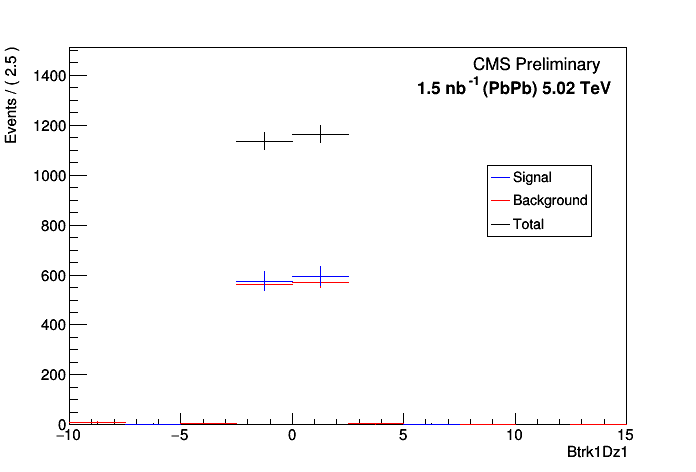 CMS Preliminary
1.5 nb-1 (PbPb) 5.02 TeV
Events / ( 2.5 )
1400
1200
1000
800
600
400
200
0
Signal
Background
Total
−10 −5 0 5 10 15
Btrk1Dz1